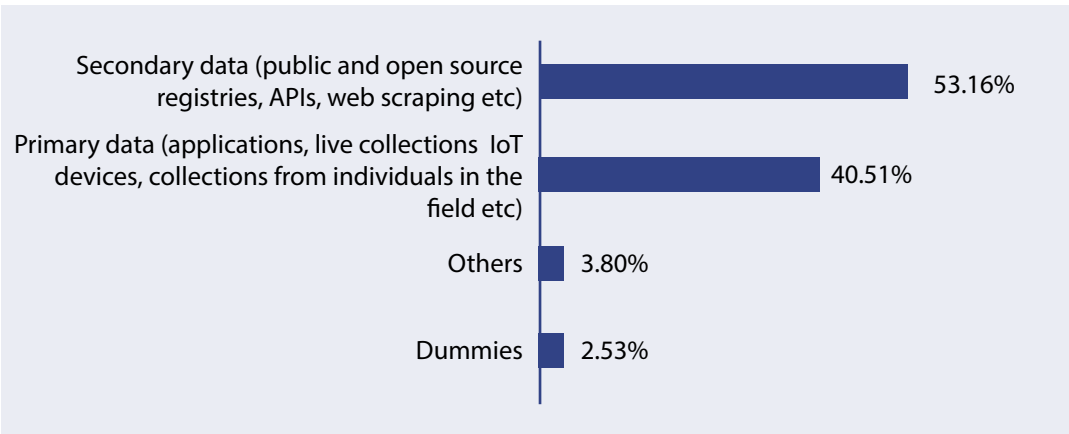 Secondary data (public and open source
registries, APIs, web scraping etc)
53.16%
Primary data (applications, live collections IoT
devices, collections from individuals in the
field etc)
40.51%
Others
3.80%
Dummies
2.53%